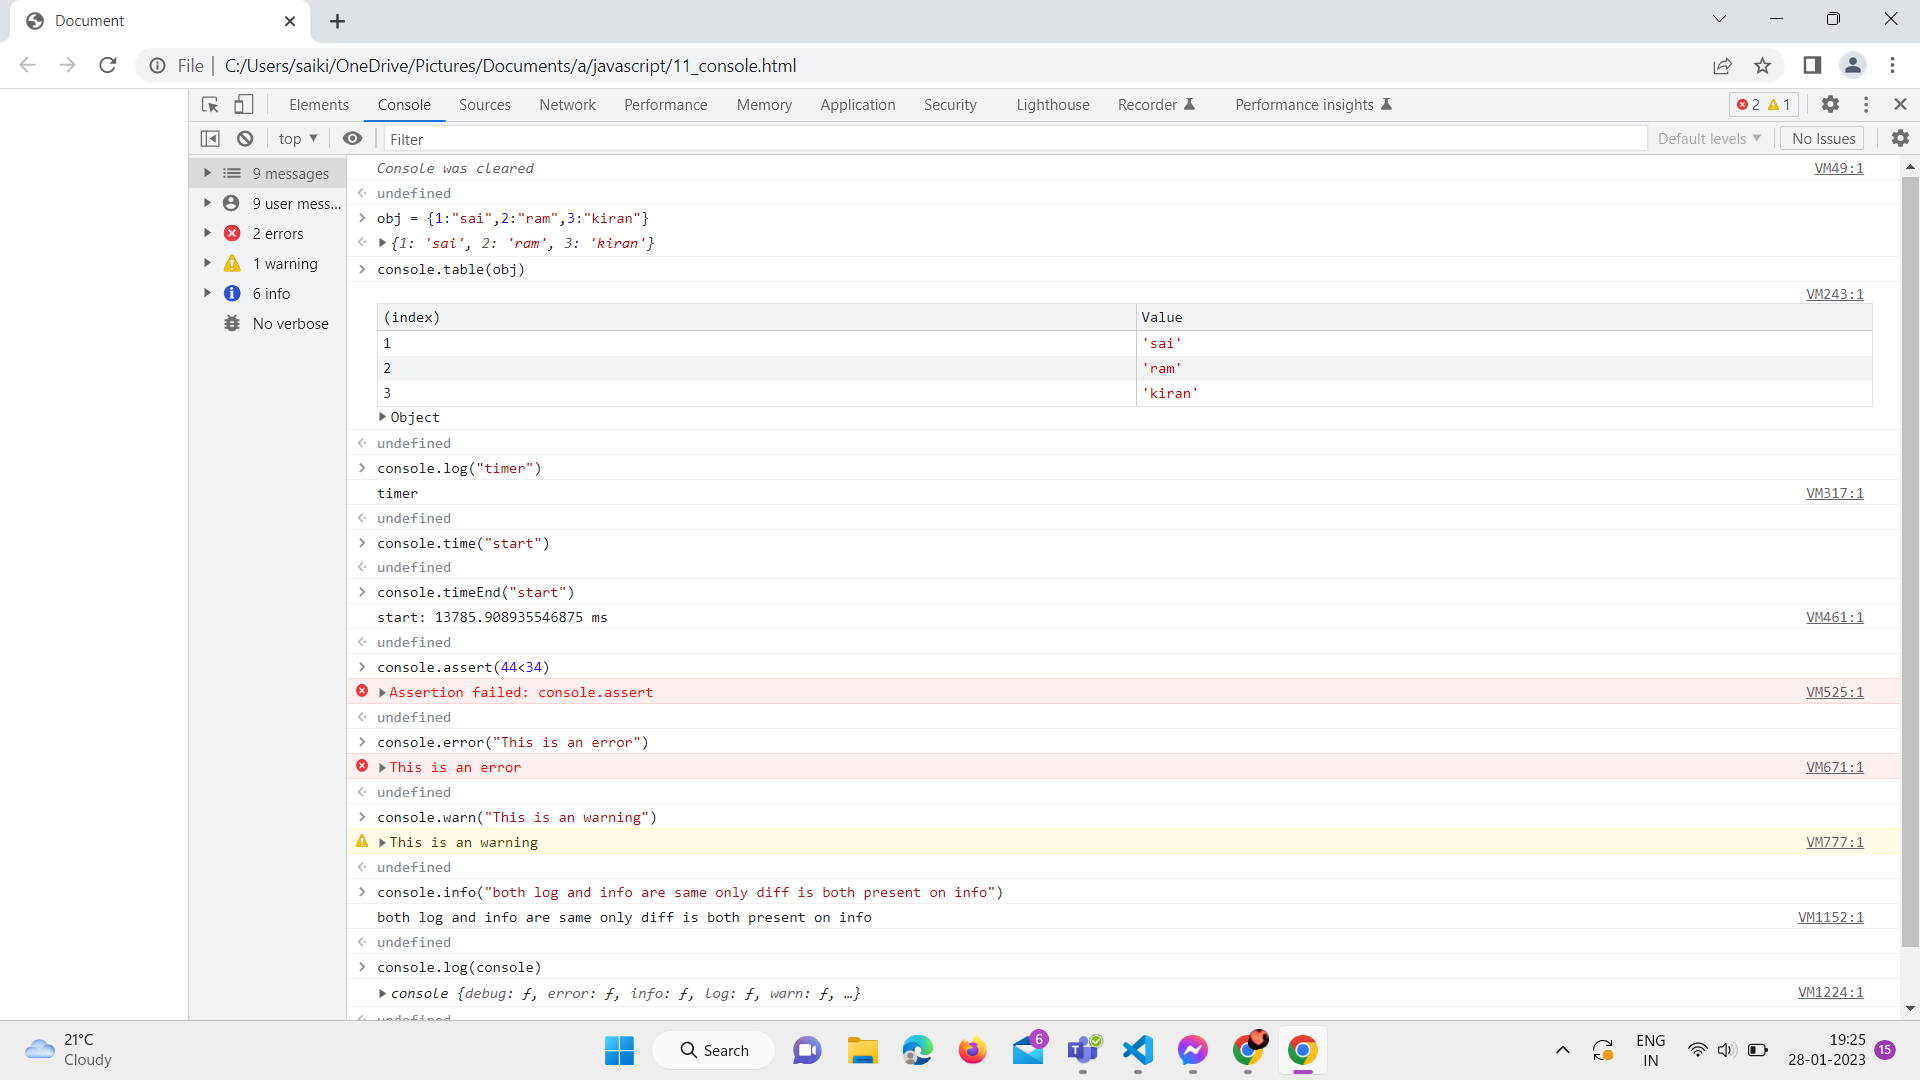 Document
File
C:/Users/saiki/OneDrive/Pictures/Documents/a/javascript/11_console.html
Elements Console Sources Network Performance Memory Application Security Lighthouse Recorder Performance insights 2 1
top Filter Default levels No Issues
9 messages
9 user mess...
2 errors
1 warning
6 info
No verbose
Console was cleared VM49:1
undefined
obj = {1:"sai",2:"ram",3:"kiran"}
{1: 'sai', 2: 'ram', 3: 'kiran'}
console.table(obj)
VM243:1
(index) Value
1 'sai'
2 'ram'
3 'kiran'
Object
undefined
console.log("timer")
timer VM317:1
undefined
console.time("start")
undefined
console.timeEnd("start")
start: 13785.908935546875 ms VM461:1
undefined
console.assert(44<34)
Assertion failed: console.assert VM525:1
undefined
console.error("This is an error")
This is an error VM671:1
undefined
console.warn("This is an warning")
This is an warning VM777:1
undefined
console.info("both log and info are same only diff is both present on info")
both log and info are same only diff is both present on info VM1152:1
undefined
console.log(console)
console {debug: ƒ, error: ƒ, info: ƒ, log: ƒ, warn: ƒ, …} VM1224:1
undefined
21°C
Cloudy
Search
6
ENG
IN
19:25
28-01-2023
15